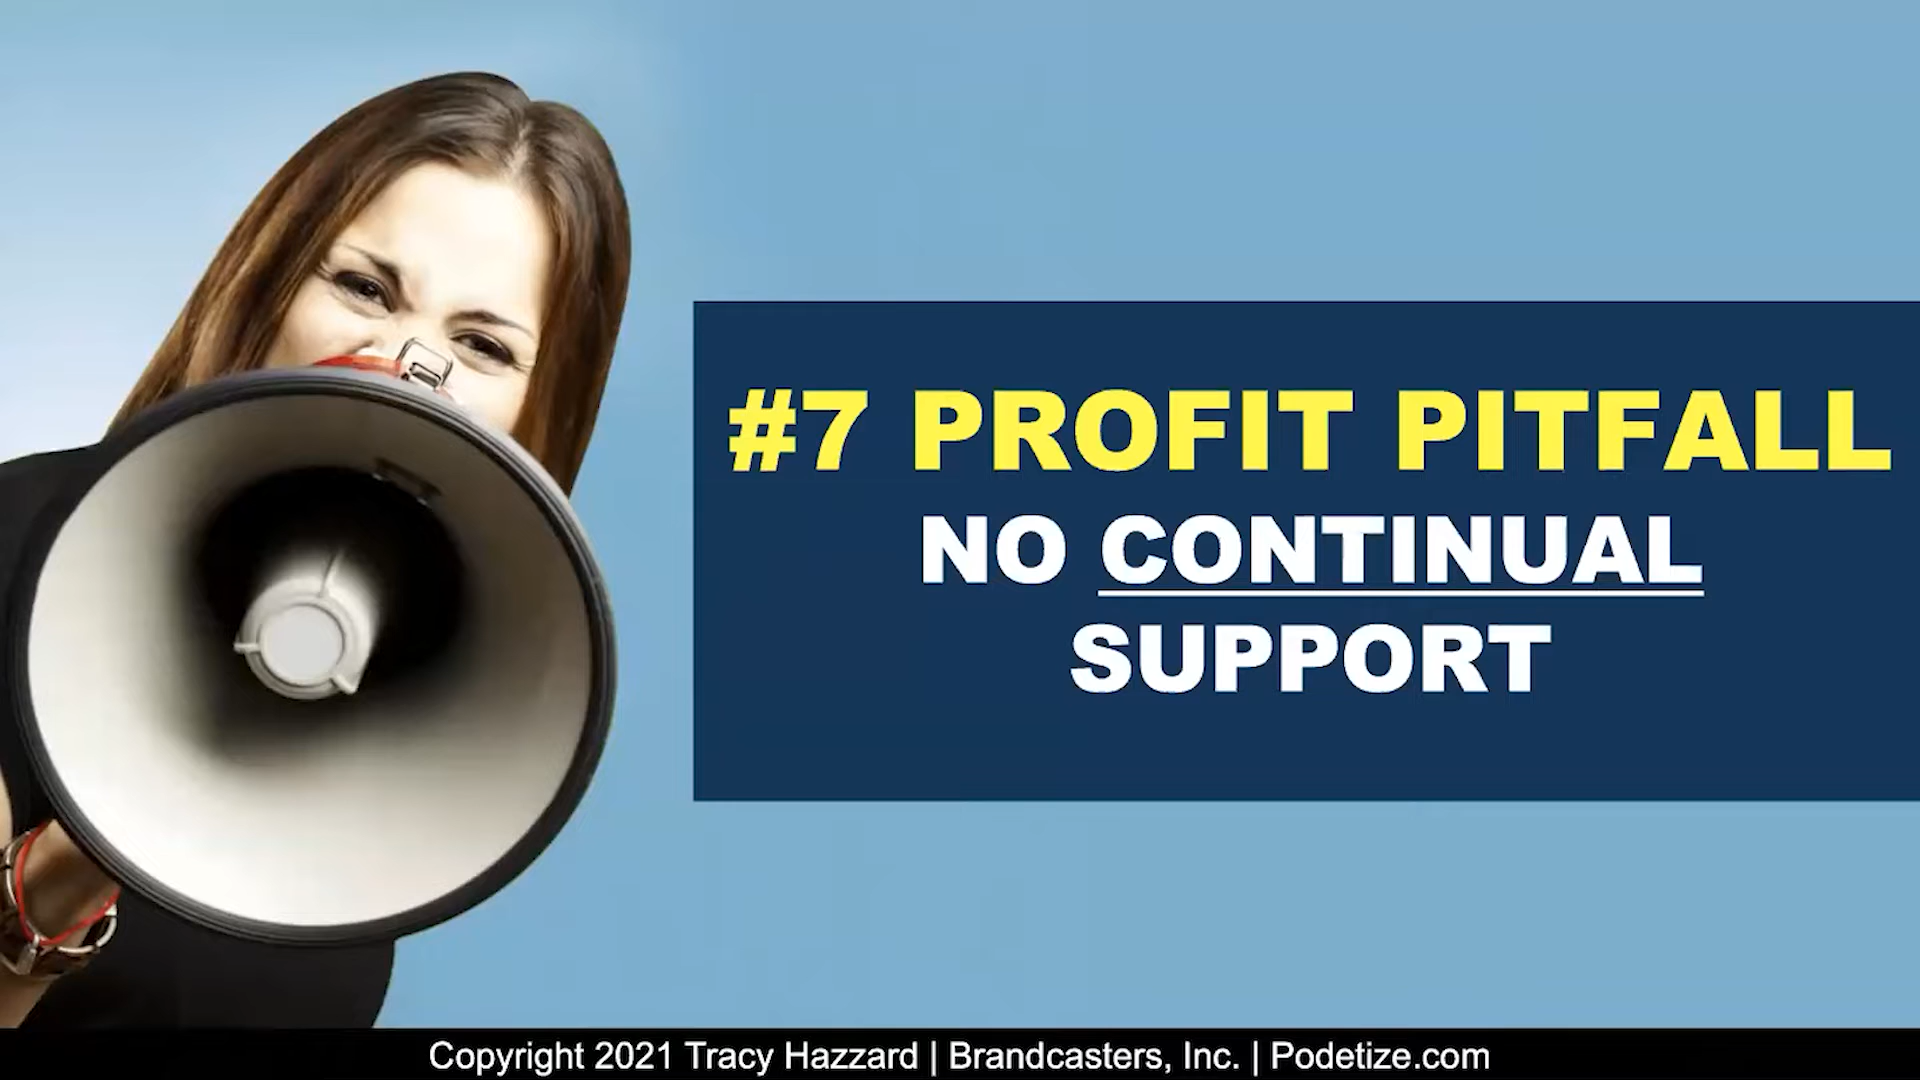 #7 PROFIT PITFALL
NO CONTINUAL
SUPPORT
Copyright 2021 Tracy Hazzard | Brandcasters, Inc. | Podetize.com